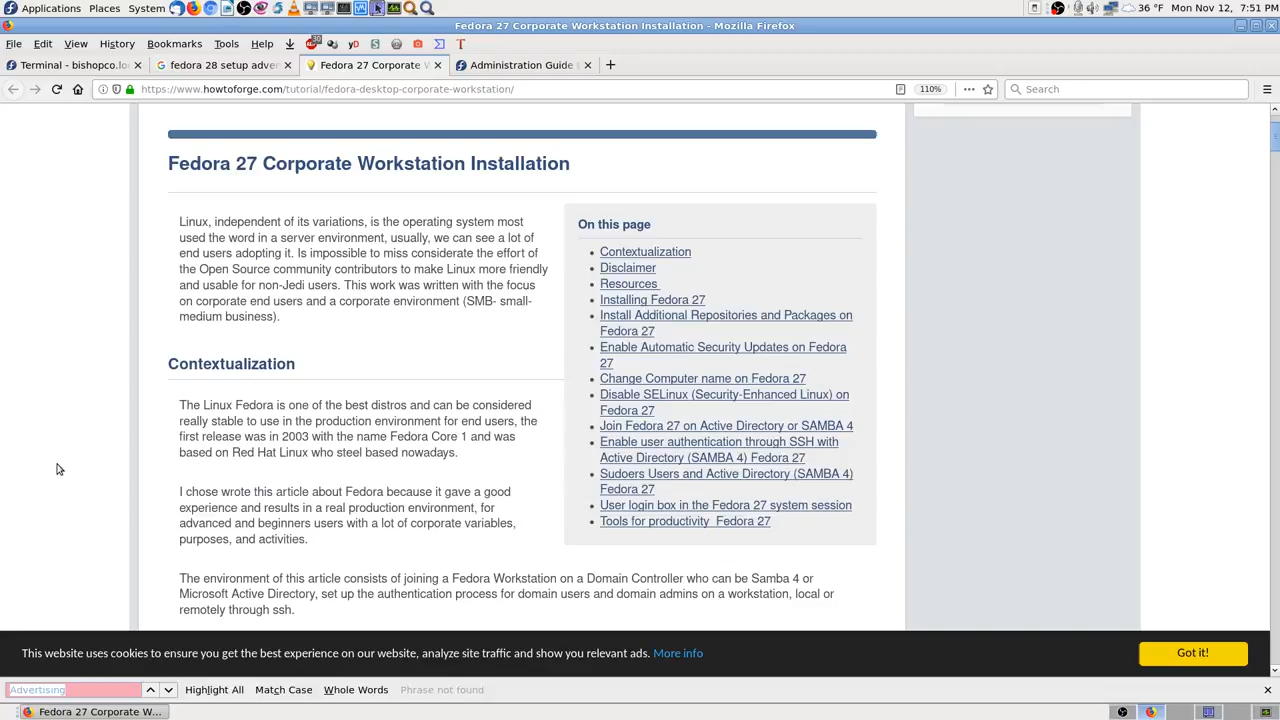 Applications Places System 36 °F Mon Nov 12, 7:51 PM
Fedora 27 Corporate Workstation Installation - Mozilla Firefox
File Edit View History Bookmarks Tools Help
Terminal - bishopco.lo
fedora 28 setup adver
Fedora 27 Corporate W
Administration Guide
https://www.howtoforge.com/tutorial/fedora-desktop-corporate-workstation/
110%
Search
Fedora 27 Corporate Workstation Installation
Linux, independent of its variations, is the operating system most
used the word in a server environment, usually, we can see a lot of
end users adopting it. Is impossible to miss considerate the effort of
the Open Source community contributors to make Linux more friendly
and usable for non-Jedi users. This work was written with the focus
on corporate end users and a corporate environment (SMB- small-
medium business).
On this page
Contextualization
Disclaimer
Resources
Installing Fedora 27
Install Additional Repositories and Packages on
Fedora 27
Enable Automatic Security Updates on Fedora
27
Change Computer name on Fedora 27
Disable SELinux (Security-Enhanced Linux) on
Fedora 27
Join Fedora 27 on Active Directory or SAMBA 4
Enable user authentication through SSH with
Active Directory (SAMBA 4) Fedora 27
Sudoers Users and Active Directory (SAMBA 4)
Fedora 27
User login box in the Fedora 27 system session
Tools for productivity Fedora 27
Contextualization
The Linux Fedora is one of the best distros and can be considered
really stable to use in the production environment for end users, the
first release was in 2003 with the name Fedora Core 1 and was
based on Red Hat Linux who steel based nowadays.
I chose wrote this article about Fedora because it gave a good
experience and results in a real production environment, for
advanced and beginners users with a lot of corporate variables,
purposes, and activities.
The environment of this article consists of joining a Fedora Workstation on a Domain Controller who can be Samba 4 or
Microsoft Active Directory, set up the authentication process for domain users and domain admins on a workstation, local or
remotely through ssh.
This website uses cookies to ensure you get the best experience on our website, analyze site traffic and show you relevant ads. More info
Got it!
Advertising
Highlight All Match Case Whole Words Phrase not found
Fedora 27 Corporate W...